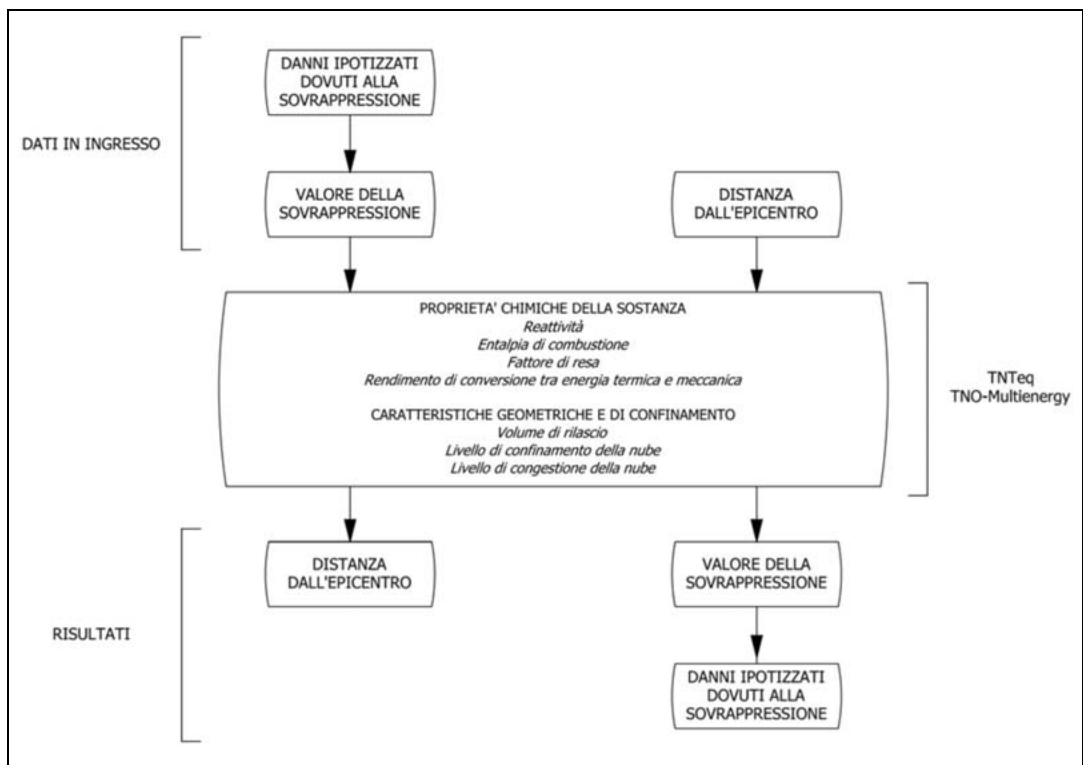 DANNI IPOTIZZATI
DOVUTI ALLA
SOVRAPPRESSIONE
DATI IN INGRESSO
VALORE DELLA
SOVRAPPRESSIONE
DISTANZA
DALL'EPICENTRO
PROPRIETA' CHIMICHE DELLA SOSTANZA
Reattività
Entalpia di combustione
Fattore di resa
Rendimento di conversione tra energia termica e meccanica
CARATTERISTICHE GEOMETRICHE E DI CONFINAMENTO
Volume di rilascio
Livello di confinamento della nube
Livello di congestione della nube
TNTeq
TNO-Multienergy
DISTANZA
DALL'EPICENTRO
VALORE DELLA
SOVRAPPRESSIONE
RISULTATI
DANNI IPOTIZZATI
DOVUTI ALLA
SOVRAPPRESSIONE